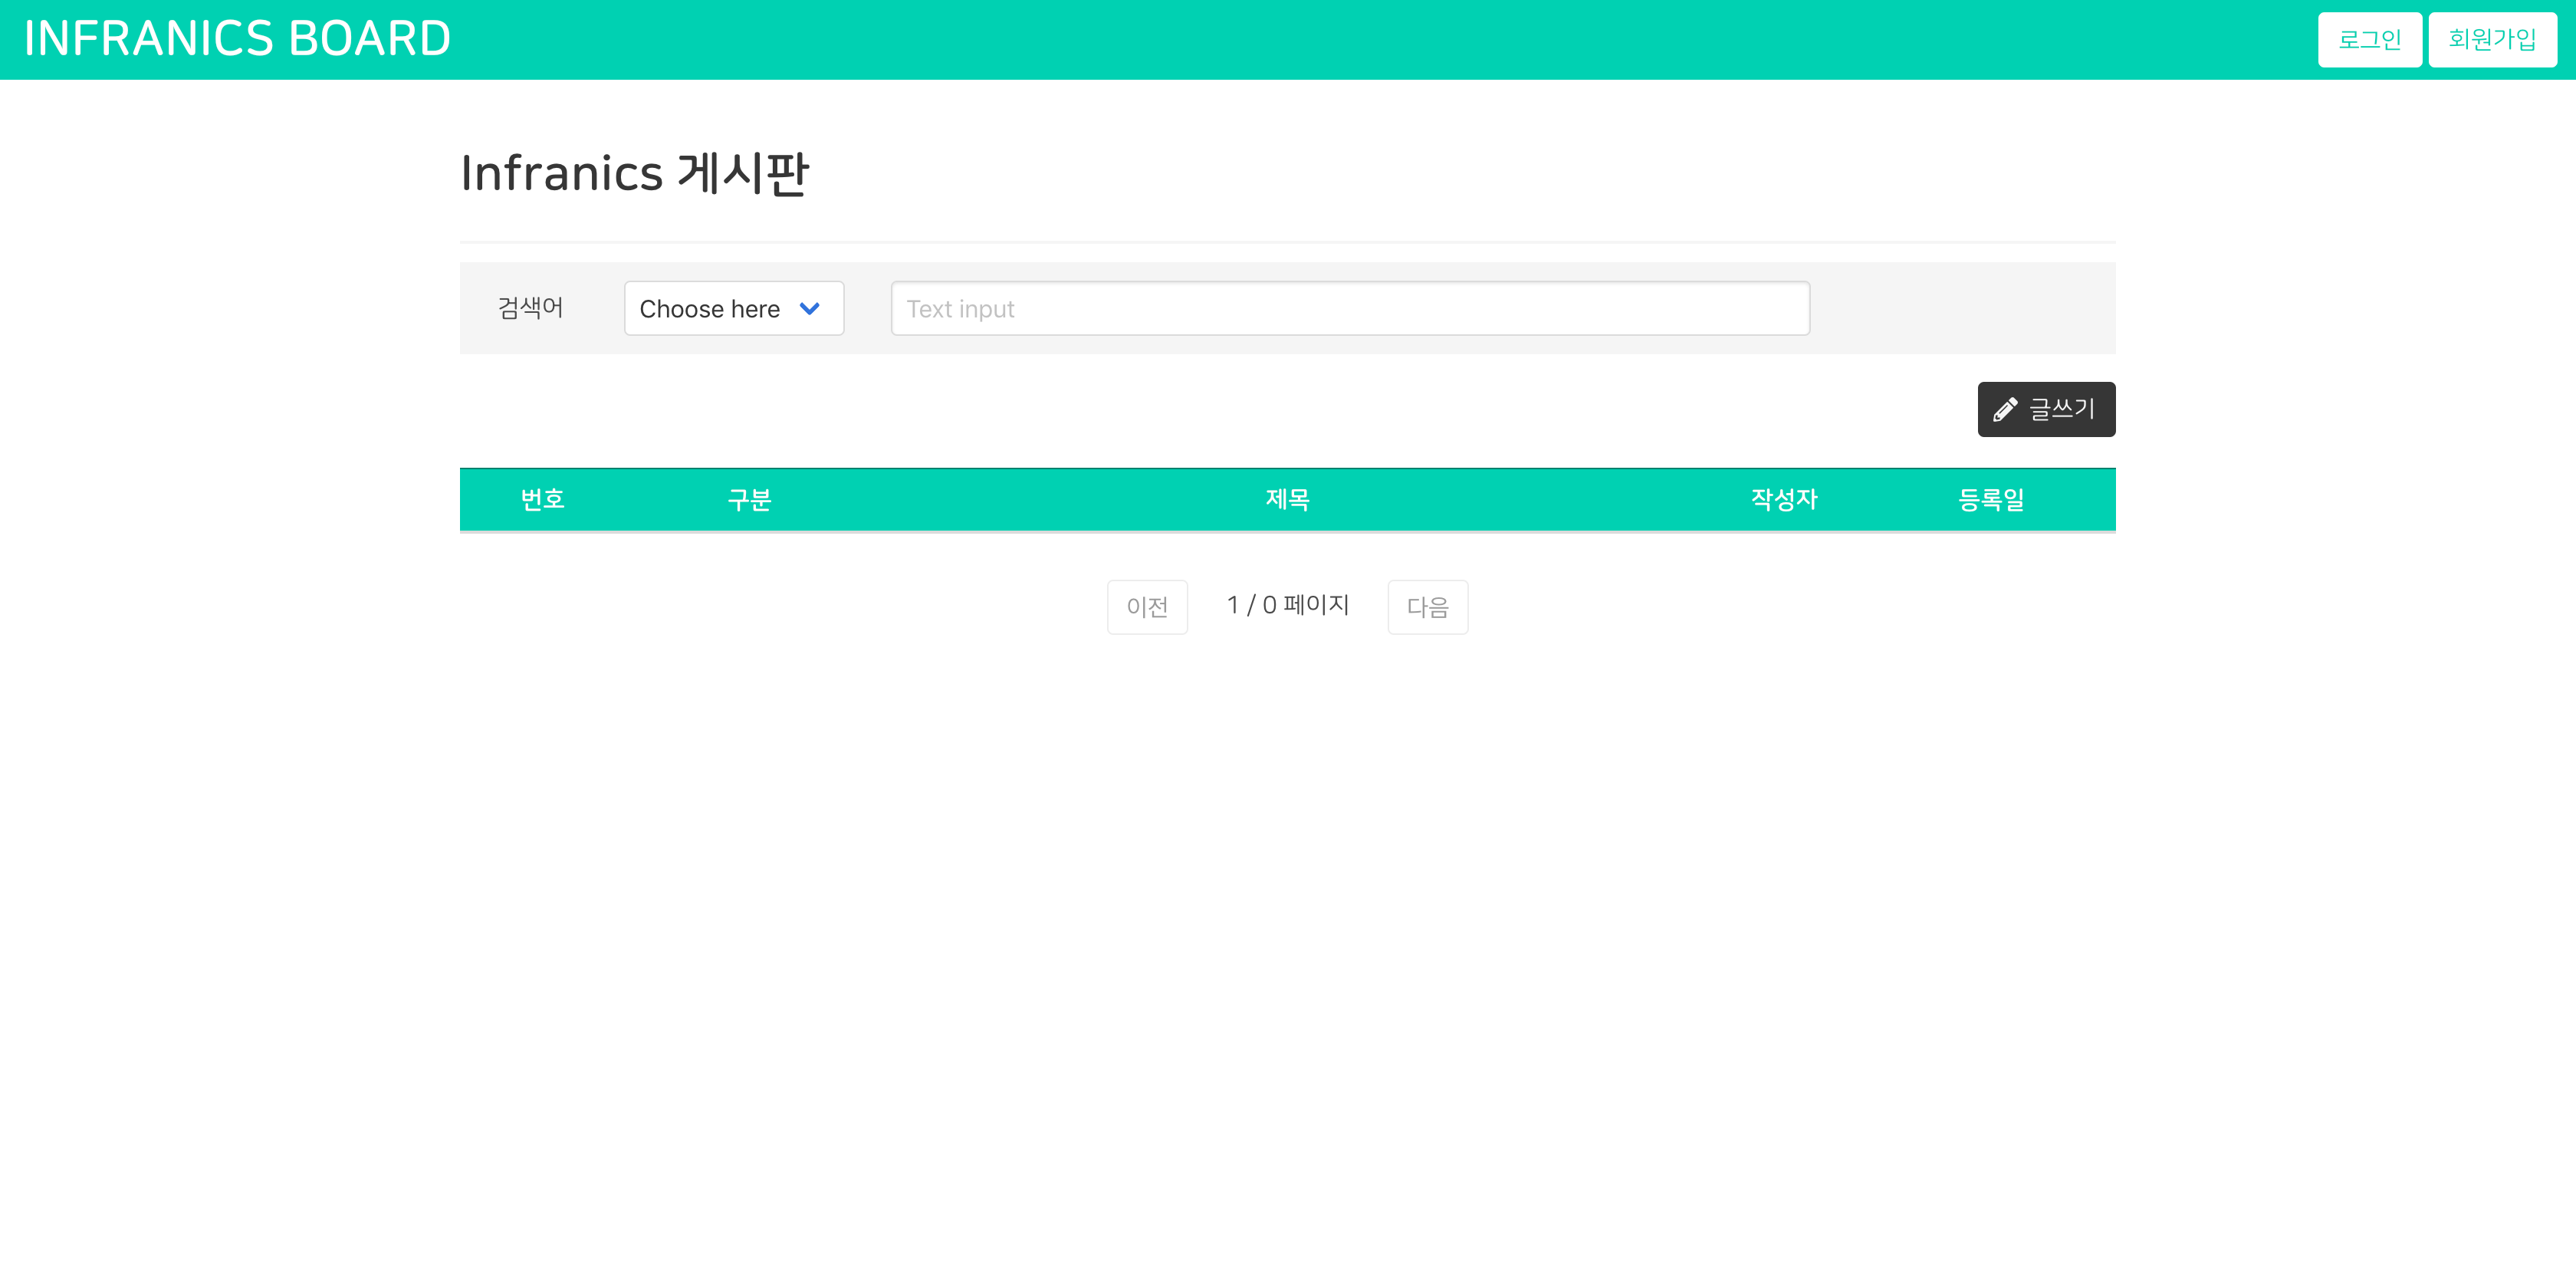 INFRANICS BOARD 로그인 회원가입
Infranics 게시판
검색어 Choose here Text input
글쓰기
번호 구분 제목 작성자 등록일
이전 1 / 0 페이지 다음